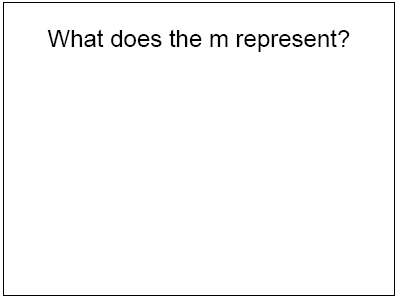 What does the m represent?